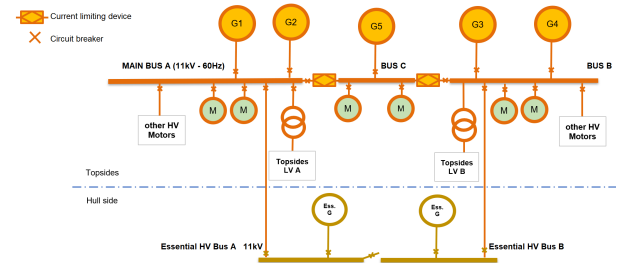 Current limiting device
Circuit breaker
G1
G2
G5
G3
G4
MAIN BUS A (11kV - 60Hz)
BUS C
BUS B
M
M
M
M
M
M
other HV
Motors
Topsides
LV A
Topsides
LV B
other HV
Motors
Topsides
Hull side
Ess.
G
Ess.
G
Essential HV Bus A 11kV
Essential HV Bus B